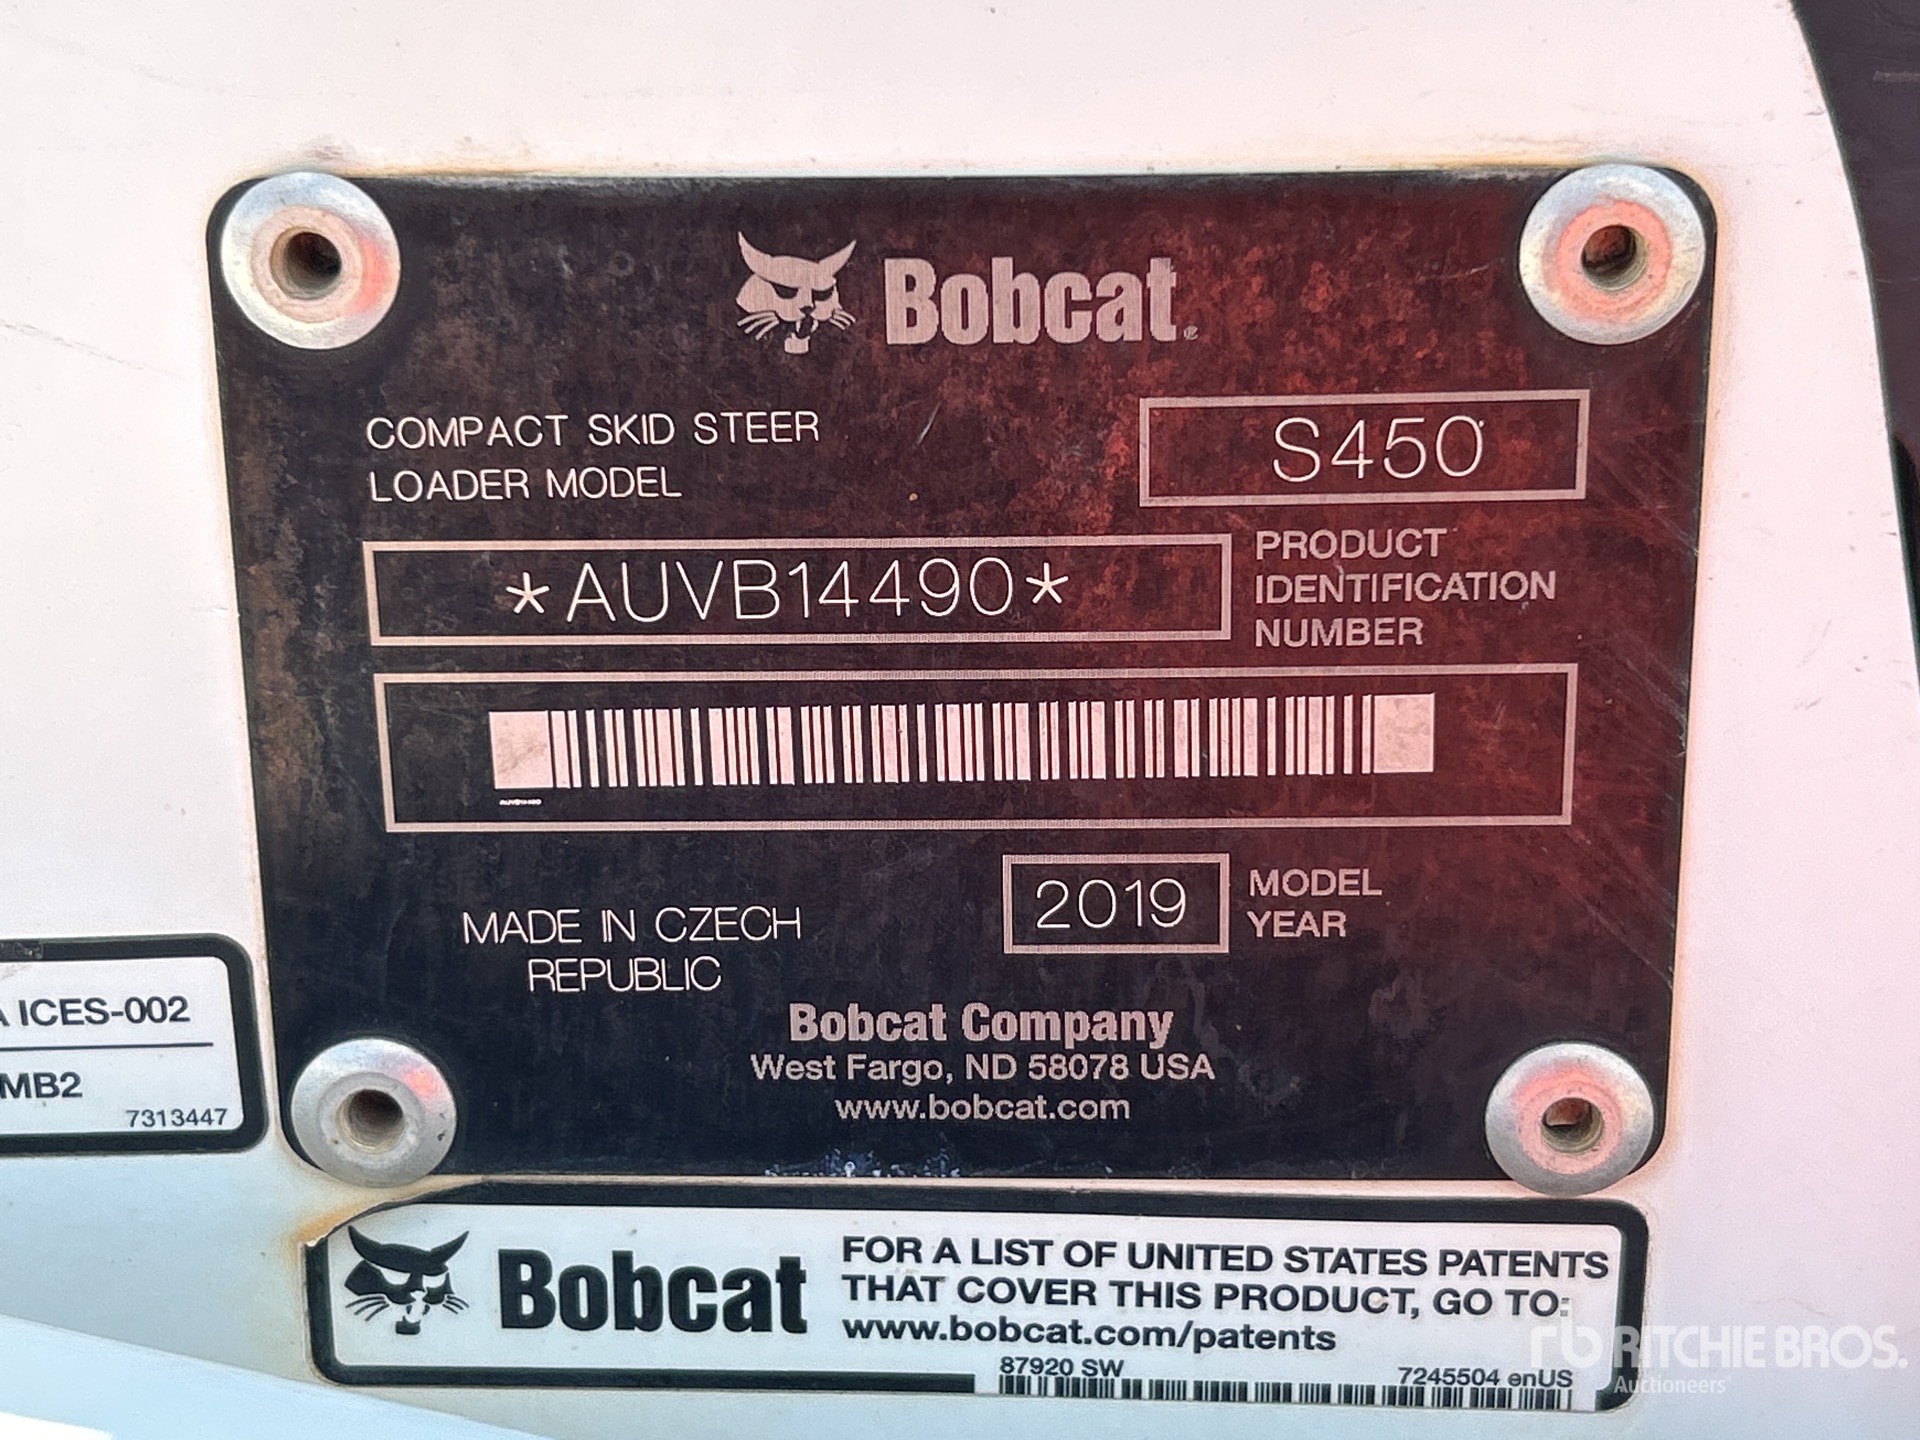 Bobcat
COMPACT SKID STEER
LOADER MODEL
S450
*AUVB14490*
PRODUCT
IDENTIFICATION
NUMBER
AUVB14490
MADE IN CZECH
REPUBLIC
2019
MODEL
YEAR
Bobcat Company
West Fargo, ND 58078 USA
www.bobcat.com
ICES-002
MB2
7313447
Bobcat
FOR A LIST OF UNITED STATES PATENTS
THAT COVER THIS PRODUCT, GO TO:
www.bobcat.com/patents
87920 SW
7245504 enUS
rb RITCHIE BROS.
Auctioneers